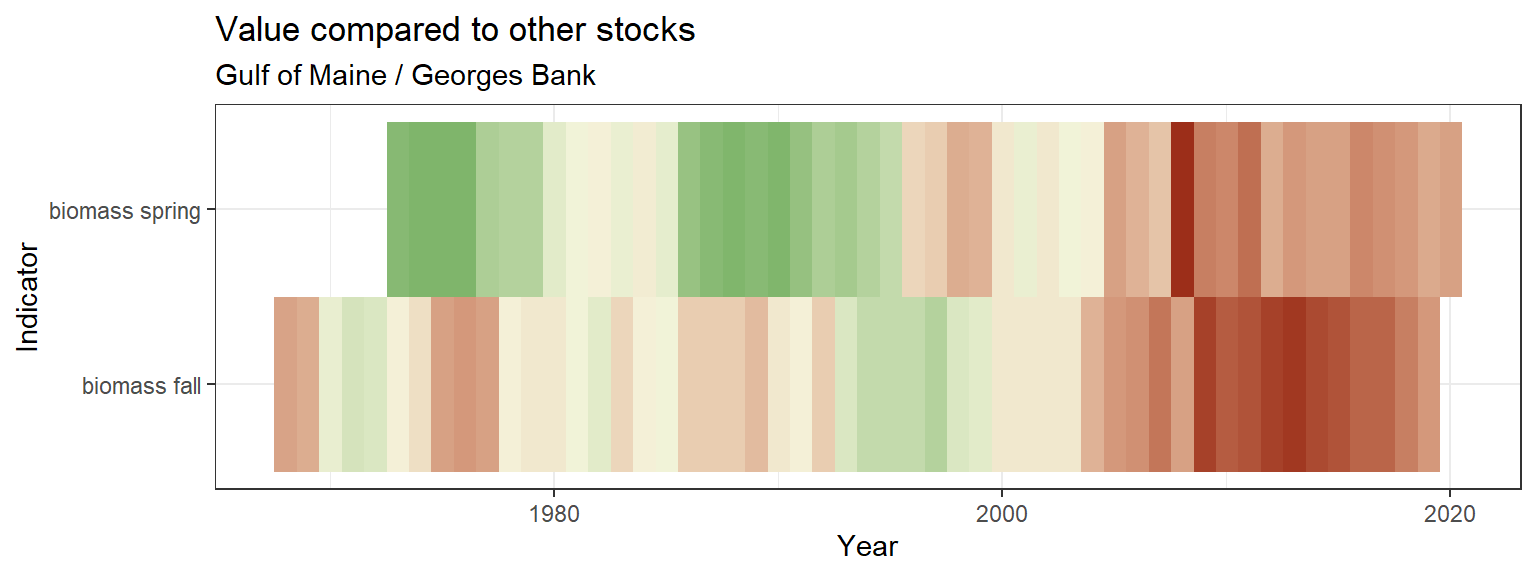 Value compared to other stocks
Gulf of Maine / Georges Bank
Indicator
biomass spring
biomass fall
1980
2000
2020
Year